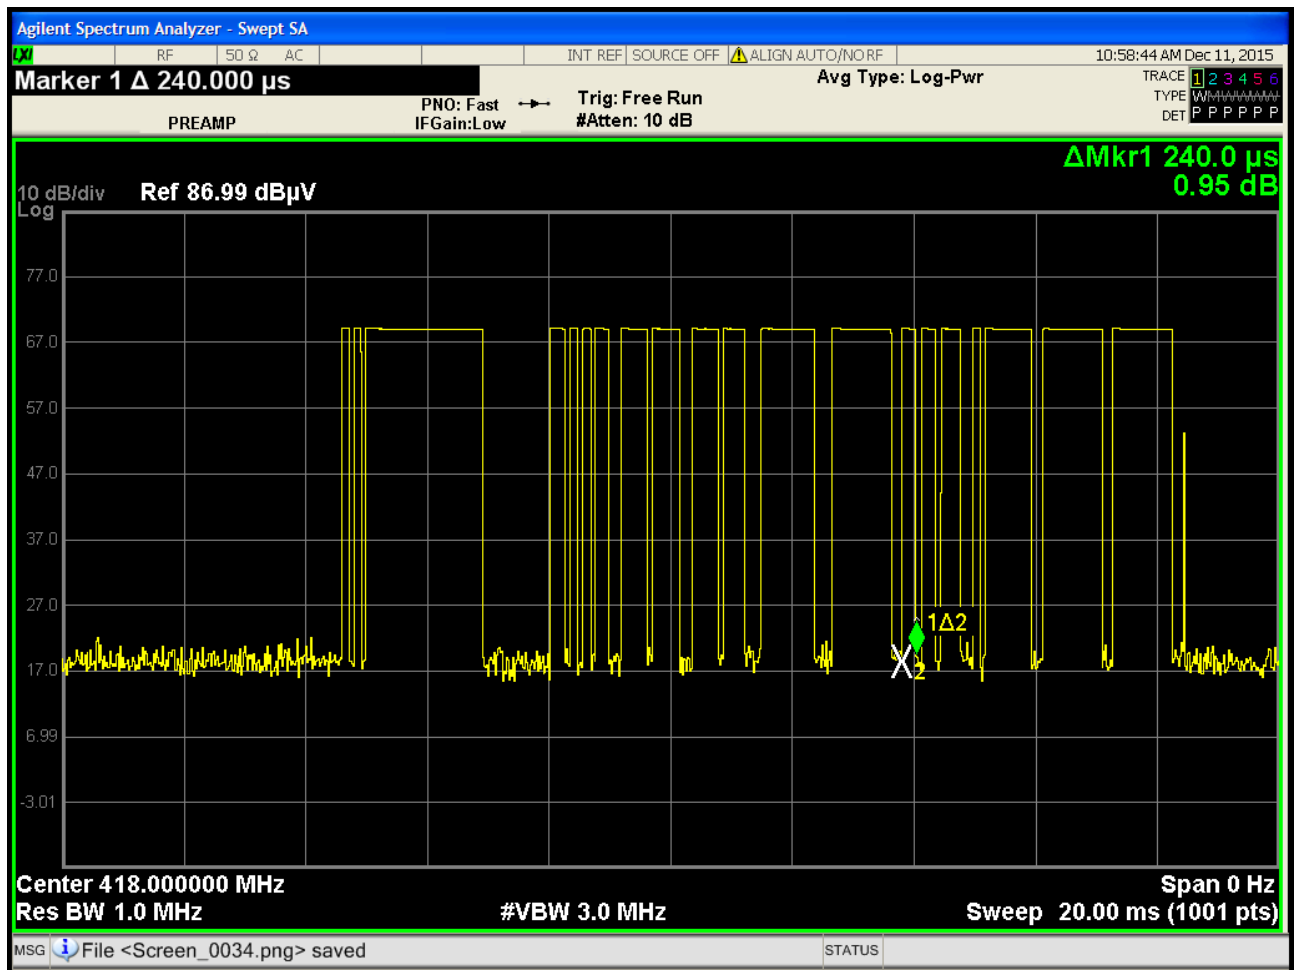 Agilent Spectrum Analyzer - Swept SA
LXI RF 50 Ω AC INT REF SOURCE OFF ALIGN AUTO/NO RF 10:58:44 AM Dec 11, 2015
Marker 1 Δ 240.000 µs
Avg Type: Log-Pwr
TRACE 1 2 3 4 5 6
PNO: Fast Trig: Free Run
TYPE WMWWWWW
PREAMP IFGain:Low #Atten: 10 dB
DET P P P P P P
ΔMkr1 240.0 µs
0.95 dB
10 dB/div Ref 86.99 dBµV
Log
77.0
67.0
57.0
47.0
37.0
27.0
1Δ2
17.0
2
6.99
-3.01
Center 418.000000 MHz Span 0 Hz
Res BW 1.0 MHz #VBW 3.0 MHz Sweep 20.00 ms (1001 pts)
MSG File <Screen_0034.png> saved STATUS